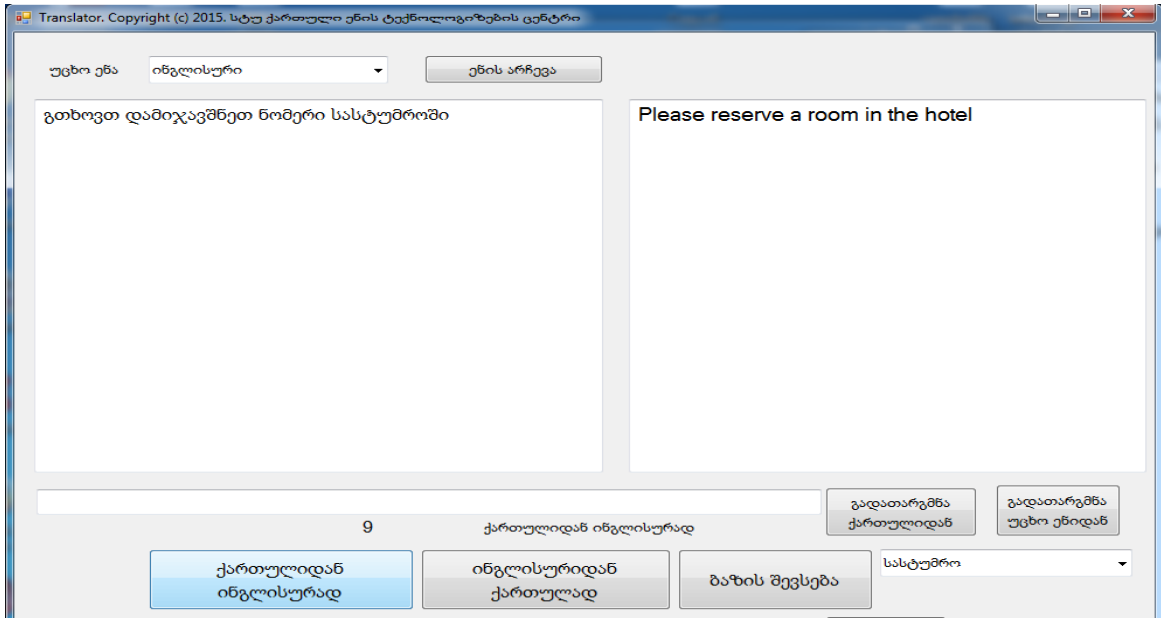 Translator. Copyright (c) 2015. სტუ ქართული ენის ტექნოლოგიზების ცენტრი
უცხო ენა ინგლისური ენის არჩევა
გთხოვთ დამიჯავშნეთ ნომერი სასტუმროში
Please reserve a room in the hotel
გადათარგმნა
ქართულიდან
გადათარგმნა
უცხო ენიდან
9 ქართულიდან ინგლისურად
ქართულიდან
ინგლისურად
ინგლისურიდან
ქართულად
ბაზის შევსება
სასტუმრო